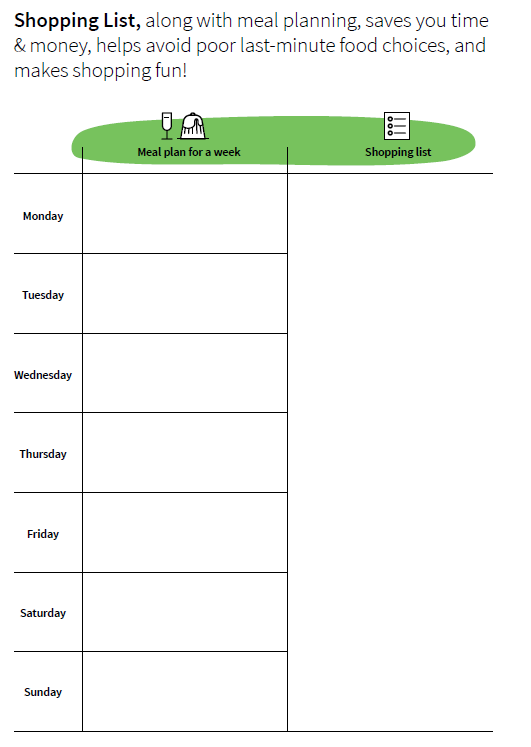 Shopping List, along with meal planning, saves you time
& money, helps avoid poor last-minute food choices, and
makes shopping fun!
Meal plan for a week
Shopping list
Monday
Tuesday
Wednesday
Thursday
Friday
Saturday
Sunday